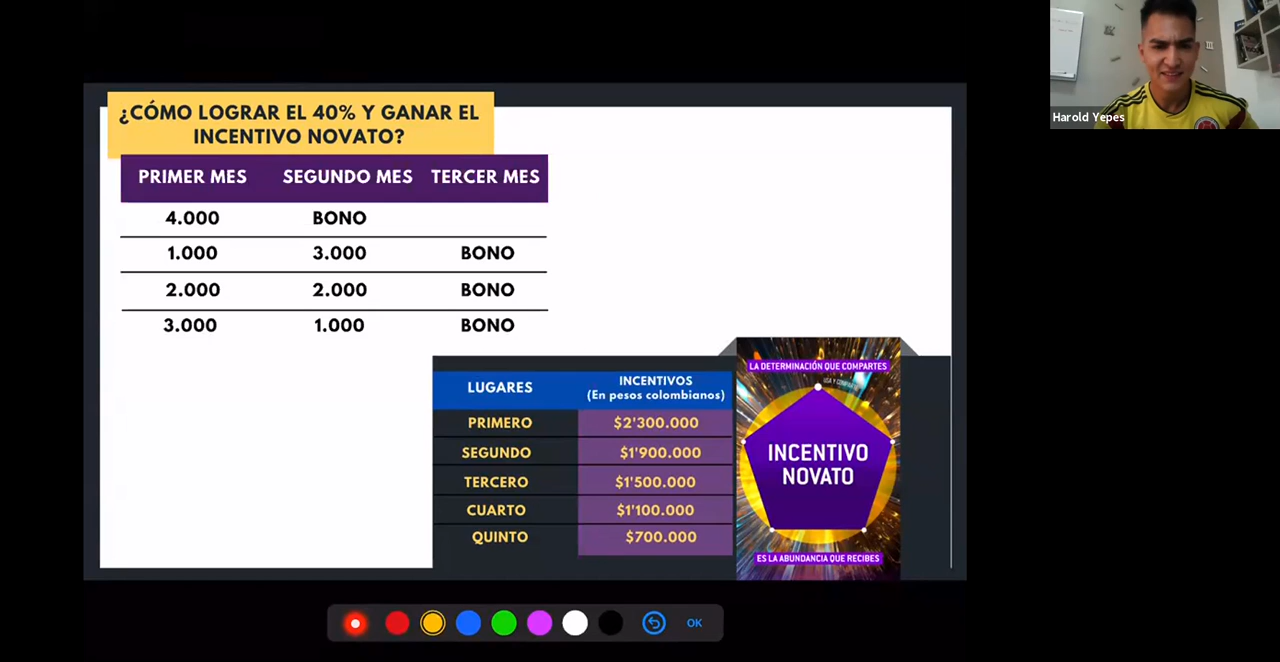 ¿CÓMO LOGRAR EL 40% Y GANAR EL
INCENTIVO NOVATO?
PRIMER MES SEGUNDO MES TERCER MES
4.000 BONO
1.000 3.000 BONO
2.000 2.000 BONO
3.000 1.000 BONO
LUGARES INCENTIVOS
(En pesos colombianos)
PRIMERO $2'300.000
SEGUNDO $1'900.000
TERCERO $1'500.000
CUARTO $1'100.000
QUINTO $700.000
LA DETERMINACIÓN QUE COMPARTES
INCENTIVO
NOVATO
ES LA ABUNDANCIA QUE RECIBES
Harold Yepes
OK